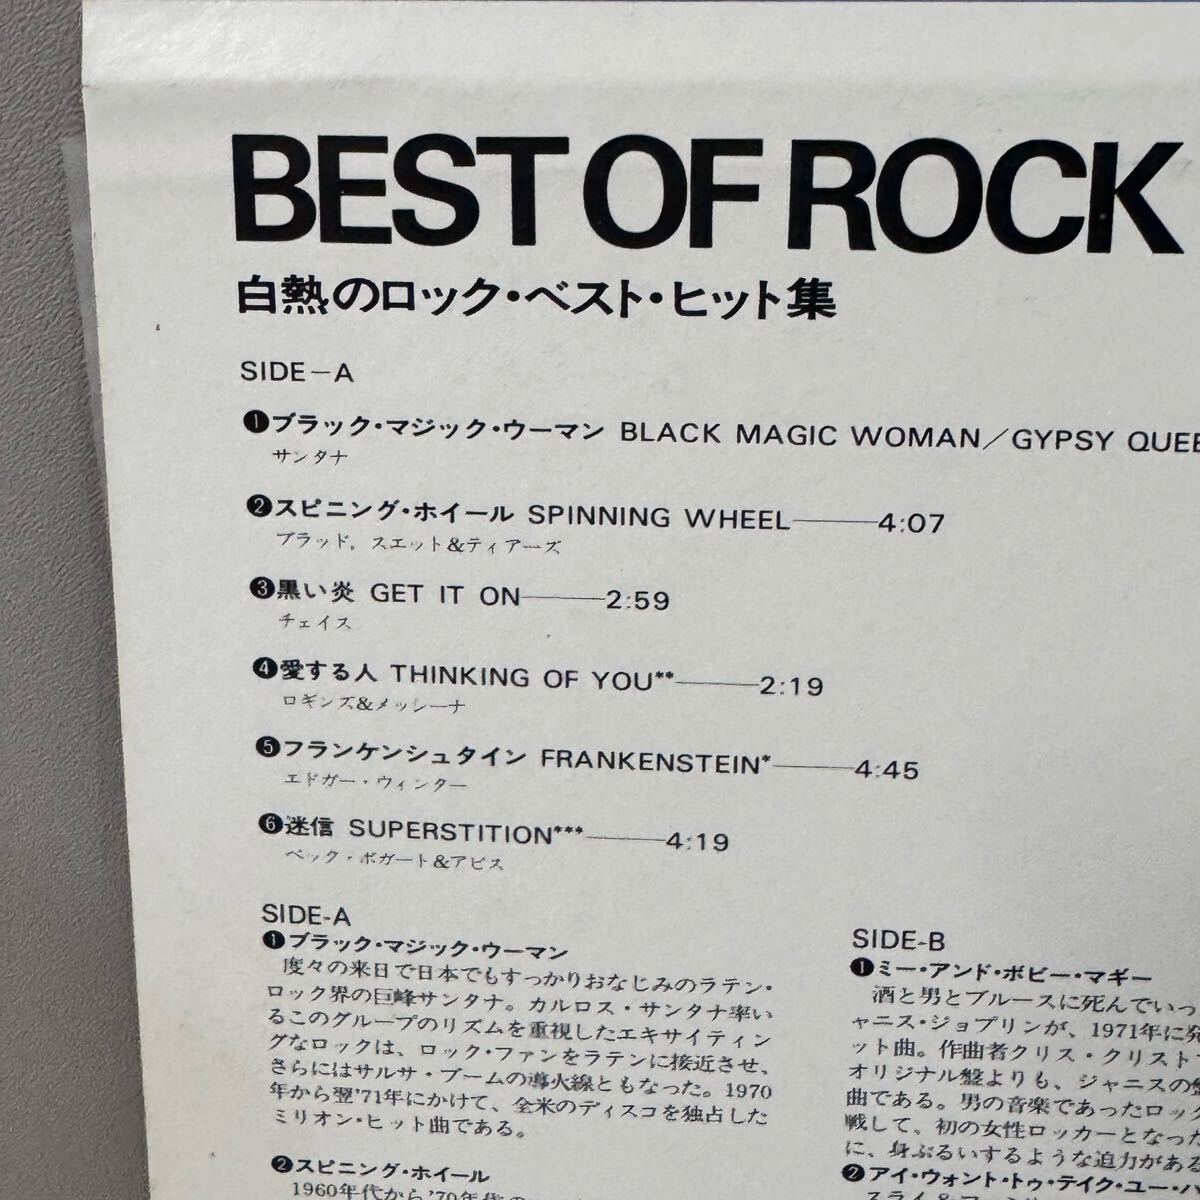 BEST OF ROCK
白熱のロック・ベスト・ヒット集
SIDE－A
❶ブラック・マジック・ウーマン BLACK MAGIC WOMAN／GYPSY QUEE
サンタナ
❷スピニング・ホイール SPINNING WHEEL———4:07
ブラッド，スエット＆ティアーズ
❸黒い炎 GET IT ON———2:59
チェイス
❹愛する人 THINKING OF YOU**———2:19
ロギンズ＆メッシーナ
❺フランケンシュタイン FRANKENSTEIN*———4:45
エドガー・ウィンター
❻迷信 SUPERSTITION***———4:19
ベック・ボガート＆アピス
SIDE-A
❶ブラック・マジック・ウーマン
度々の来日で日本でもすっかりおなじみのラテン・
ロック界の巨峰サンタナ。カルロス・サンタナ率い
るこのグループのリズムを重視したエキサイティン
グなロックは、ロック・ファンをラテンに接近させ、
さらにはサルサ・ブームの導火線ともなった。1970
年から翌'71年にかけて、全米のディスコを独占した
ミリオン・ヒット曲である。
❷スピニング・ホイール
1960年代から'70年代の
SIDE-B
❶ミー・アンド・ボビー・マギー
酒と男とブルースに死んでいっ
ャニス・ジョプリンが、1971年に発
ット曲。作曲者クリス・クリスト
オリジナル盤よりも、ジャニスの盤
曲である。男の音楽であったロッ
戦して、初の女性ロッカーとなった
に、身ぶるいするような迫力がある
❷アイ・ウォント・トゥ・テイク・ユー・ハ